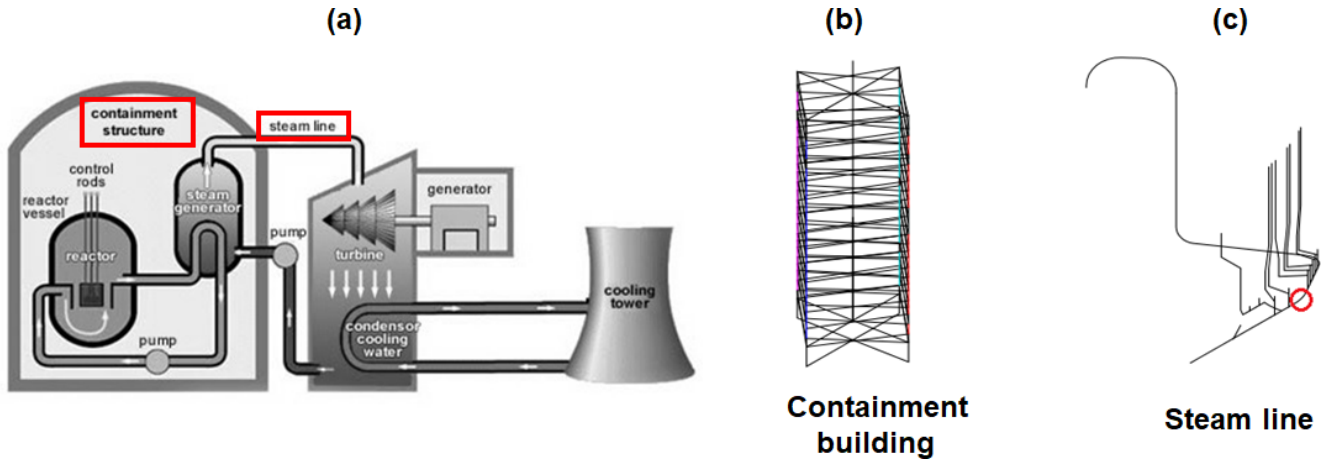 (a)
(b)
(c)
containment
structure
steam line
control
rods
reactor
vessel
steam
generator
reactor
pump
pump
turbine
generator
condensor
cooling
water
cooling
tower
Containment
building
Steam line